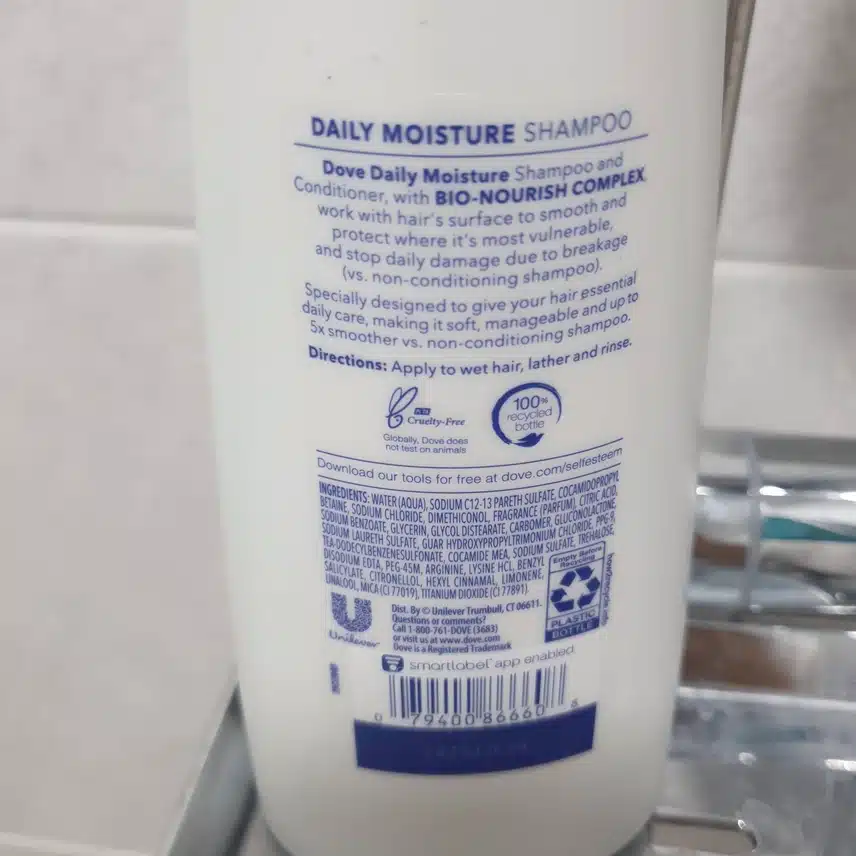 DAILY MOISTURE SHAMPOO
Dove Daily Moisture Shampoo and
Conditioner, with BIO-NOURISH COMPLEX,
work with hair's surface to smooth and
protect where it's most vulnerable,
and stop daily damage due to breakage
(vs. non-conditioning shampoo).
Specially designed to give your hair essential
daily care, making it soft, manageable and up to
5x smoother vs. non-conditioning shampoo.
Directions: Apply to wet hair, lather and rinse.
Cruelty-Free
Globally, Dove does
not test on animals
100%
recycled
bottle
Download our tools for free at dove.com/selfesteem
INGREDIENTS: WATER (AQUA), SODIUM C12-13 PARETH SULFATE, COCAMIDOPROPYL
BETAINE, SODIUM CHLORIDE, DIMETHICONOL, FRAGRANCE (PARFUM), CITRIC ACID,
SODIUM BENZOATE, GLYCERIN, GLYCOL DISTEARATE, CARBOMER, GLUCONOLACTONE,
SODIUM LAURETH SULFATE, GUAR HYDROXYPROPYLTRIMONIUM CHLORIDE, PPG-9,
TEA-DODECYLBENZENESULFONATE, COCAMIDE MEA, SODIUM SULFATE, TREHALOSE,
DISODIUM EDTA, PEG-45M, ARGININE, LYSINE HCL, BENZYL
SALICYLATE, CITRONELLOL, HEXYL CINNAMAL, LIMONENE,
LINALOOL, MICA (CI 77019), TITANIUM DIOXIDE (CI 77891).
Empty Before
Recycling
PLASTIC
BOTTLE
how2recycle.info
Unilever
Dist. By © Unilever Trumbull, CT 06611.
Questions or comments?
Call 1-800-761-DOVE (3683)
or visit us at www.dove.com
Dove is a Registered Trademark
smartlabel app enabled
0 79400 86660 6